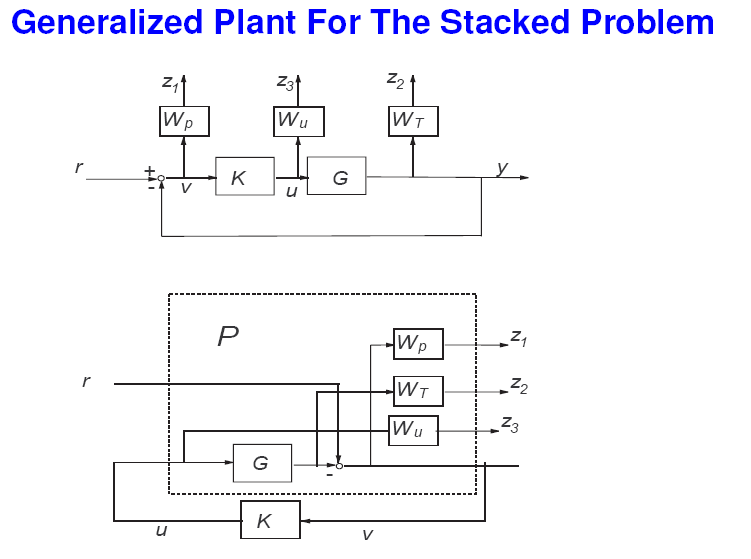 Generalized Plant For The Stacked Problem
z1 z3 z2
Wp Wu WT
r + - v K u G y
P
Wp z1
r
WT z2
Wu z3
G -
u K v